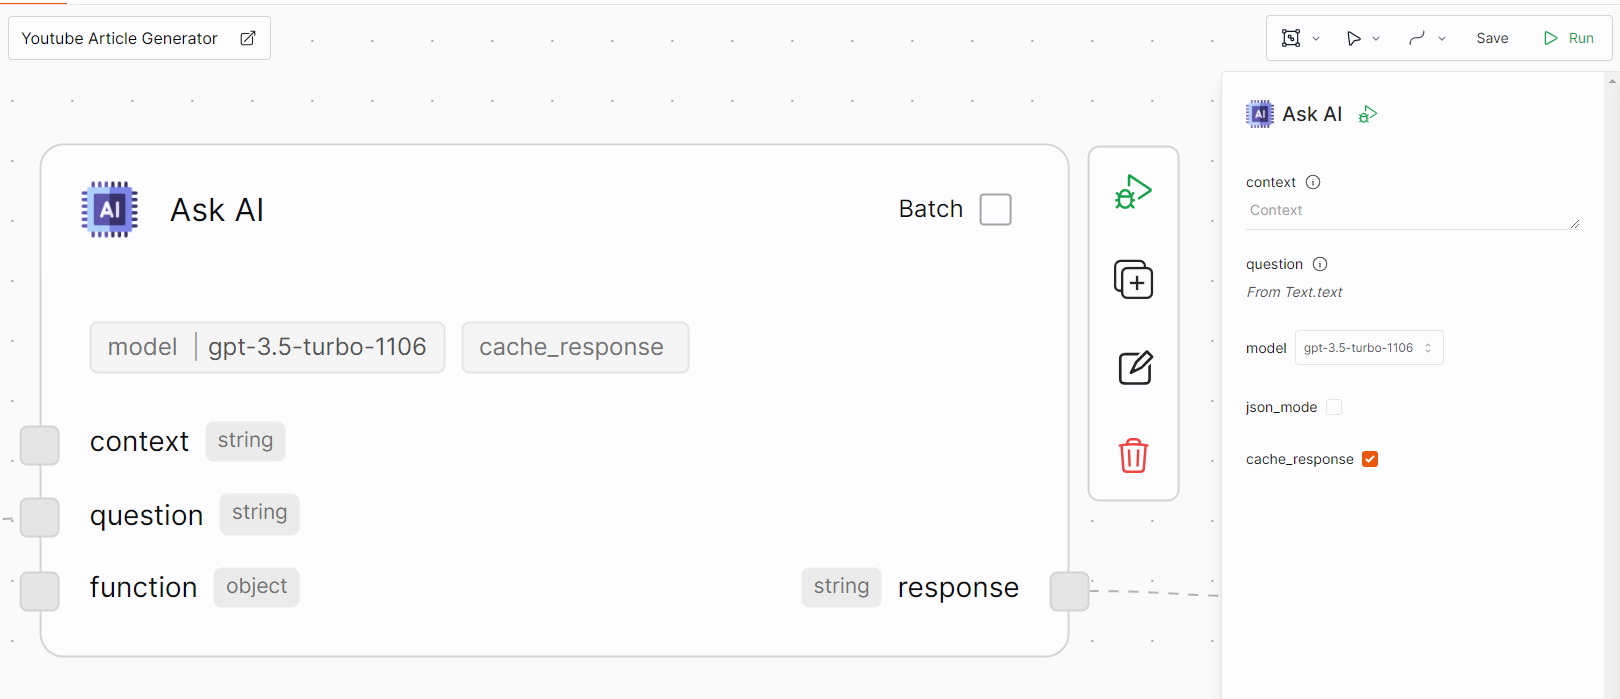 Youtube Article Generator
Save
Run
AI
Ask AI
Batch
model | gpt-3.5-turbo-1106
cache_response
context string
question string
function object
string response
AI
Ask AI
context
Context
question
From Text.text
model gpt-3.5-turbo-1106
json_mode
cache_response